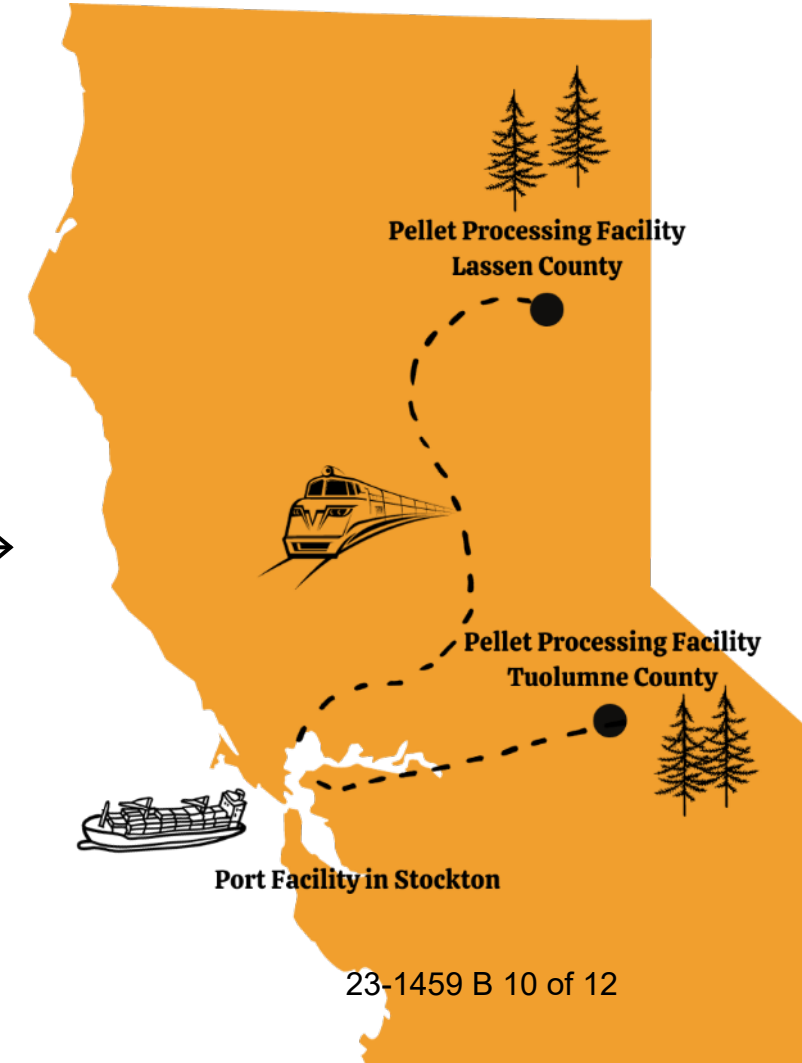 Pellet Processing Facility
Lassen County
Pellet Processing Facility
Tuolumne County
Port Facility in Stockton
23-1459 B 10 of 12